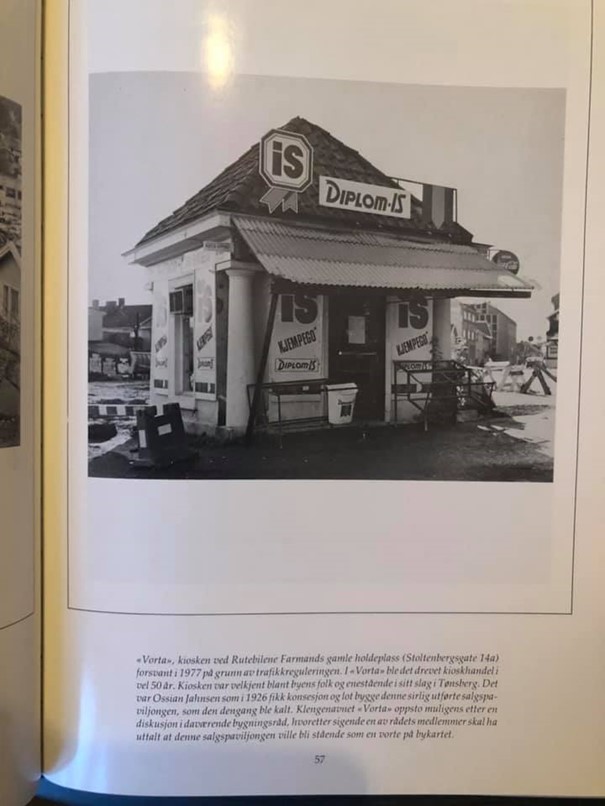 iS
DIPLOM-IS
Coca-Cola
iS
KJEMPEGO'
DIPLOM-IS
iS
KJEMPEGO'
DIPLOM-IS
iS
KJEMPEGO'
«Vorta», kiosken ved Rutebilene Farmands gamle holdeplass (Stoltenbergsgate 14a)
forsvant i 1977 på grunn av trafikkreguleringen. I «Vorta» ble det drevet kioskhandel i
vel 50 år. Kiosken var velkjent blant byens folk og enestående i sitt slag i Tønsberg. Det
var Ossian Jahnsen som i 1926 fikk konsesjon og lot bygge denne sirlig utførte salgspa-
viljongen, som den dengang ble kalt. Klengenavnet «Vorta» oppsto muligens etter en
diskusjon i daværende bygningsråd, hvoretter sigende en av rådets medlemmer skal ha
uttalt at denne salgspaviljongen ville bli stående som en vorte på bykartet.
57